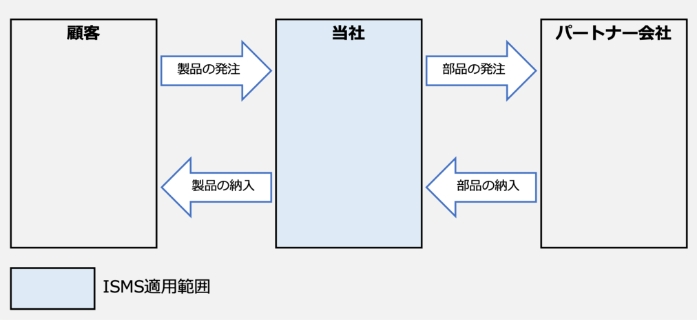 顧客
当社
パートナー会社
製品の発注
部品の発注
製品の納入
部品の納入
ISMS適用範囲